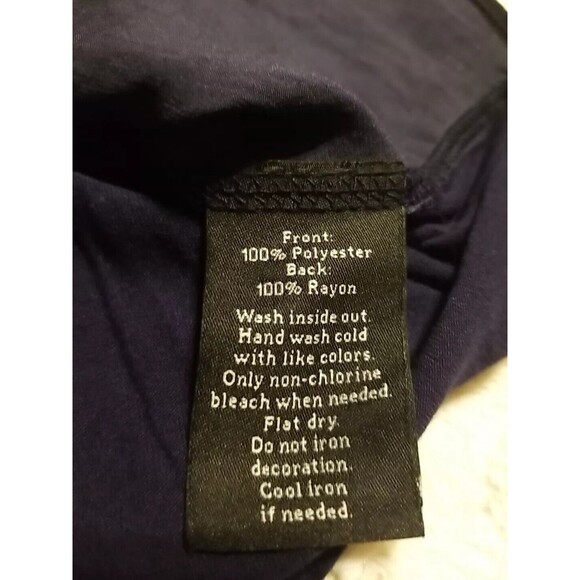 Front:
100% Polyester
Back:
100% Rayon
Wash inside out.
Hand wash cold
with like colors.
Only non-chlorine
bleach when needed.
Flat dry.
Do not iron
decoration.
Cool iron
if needed.